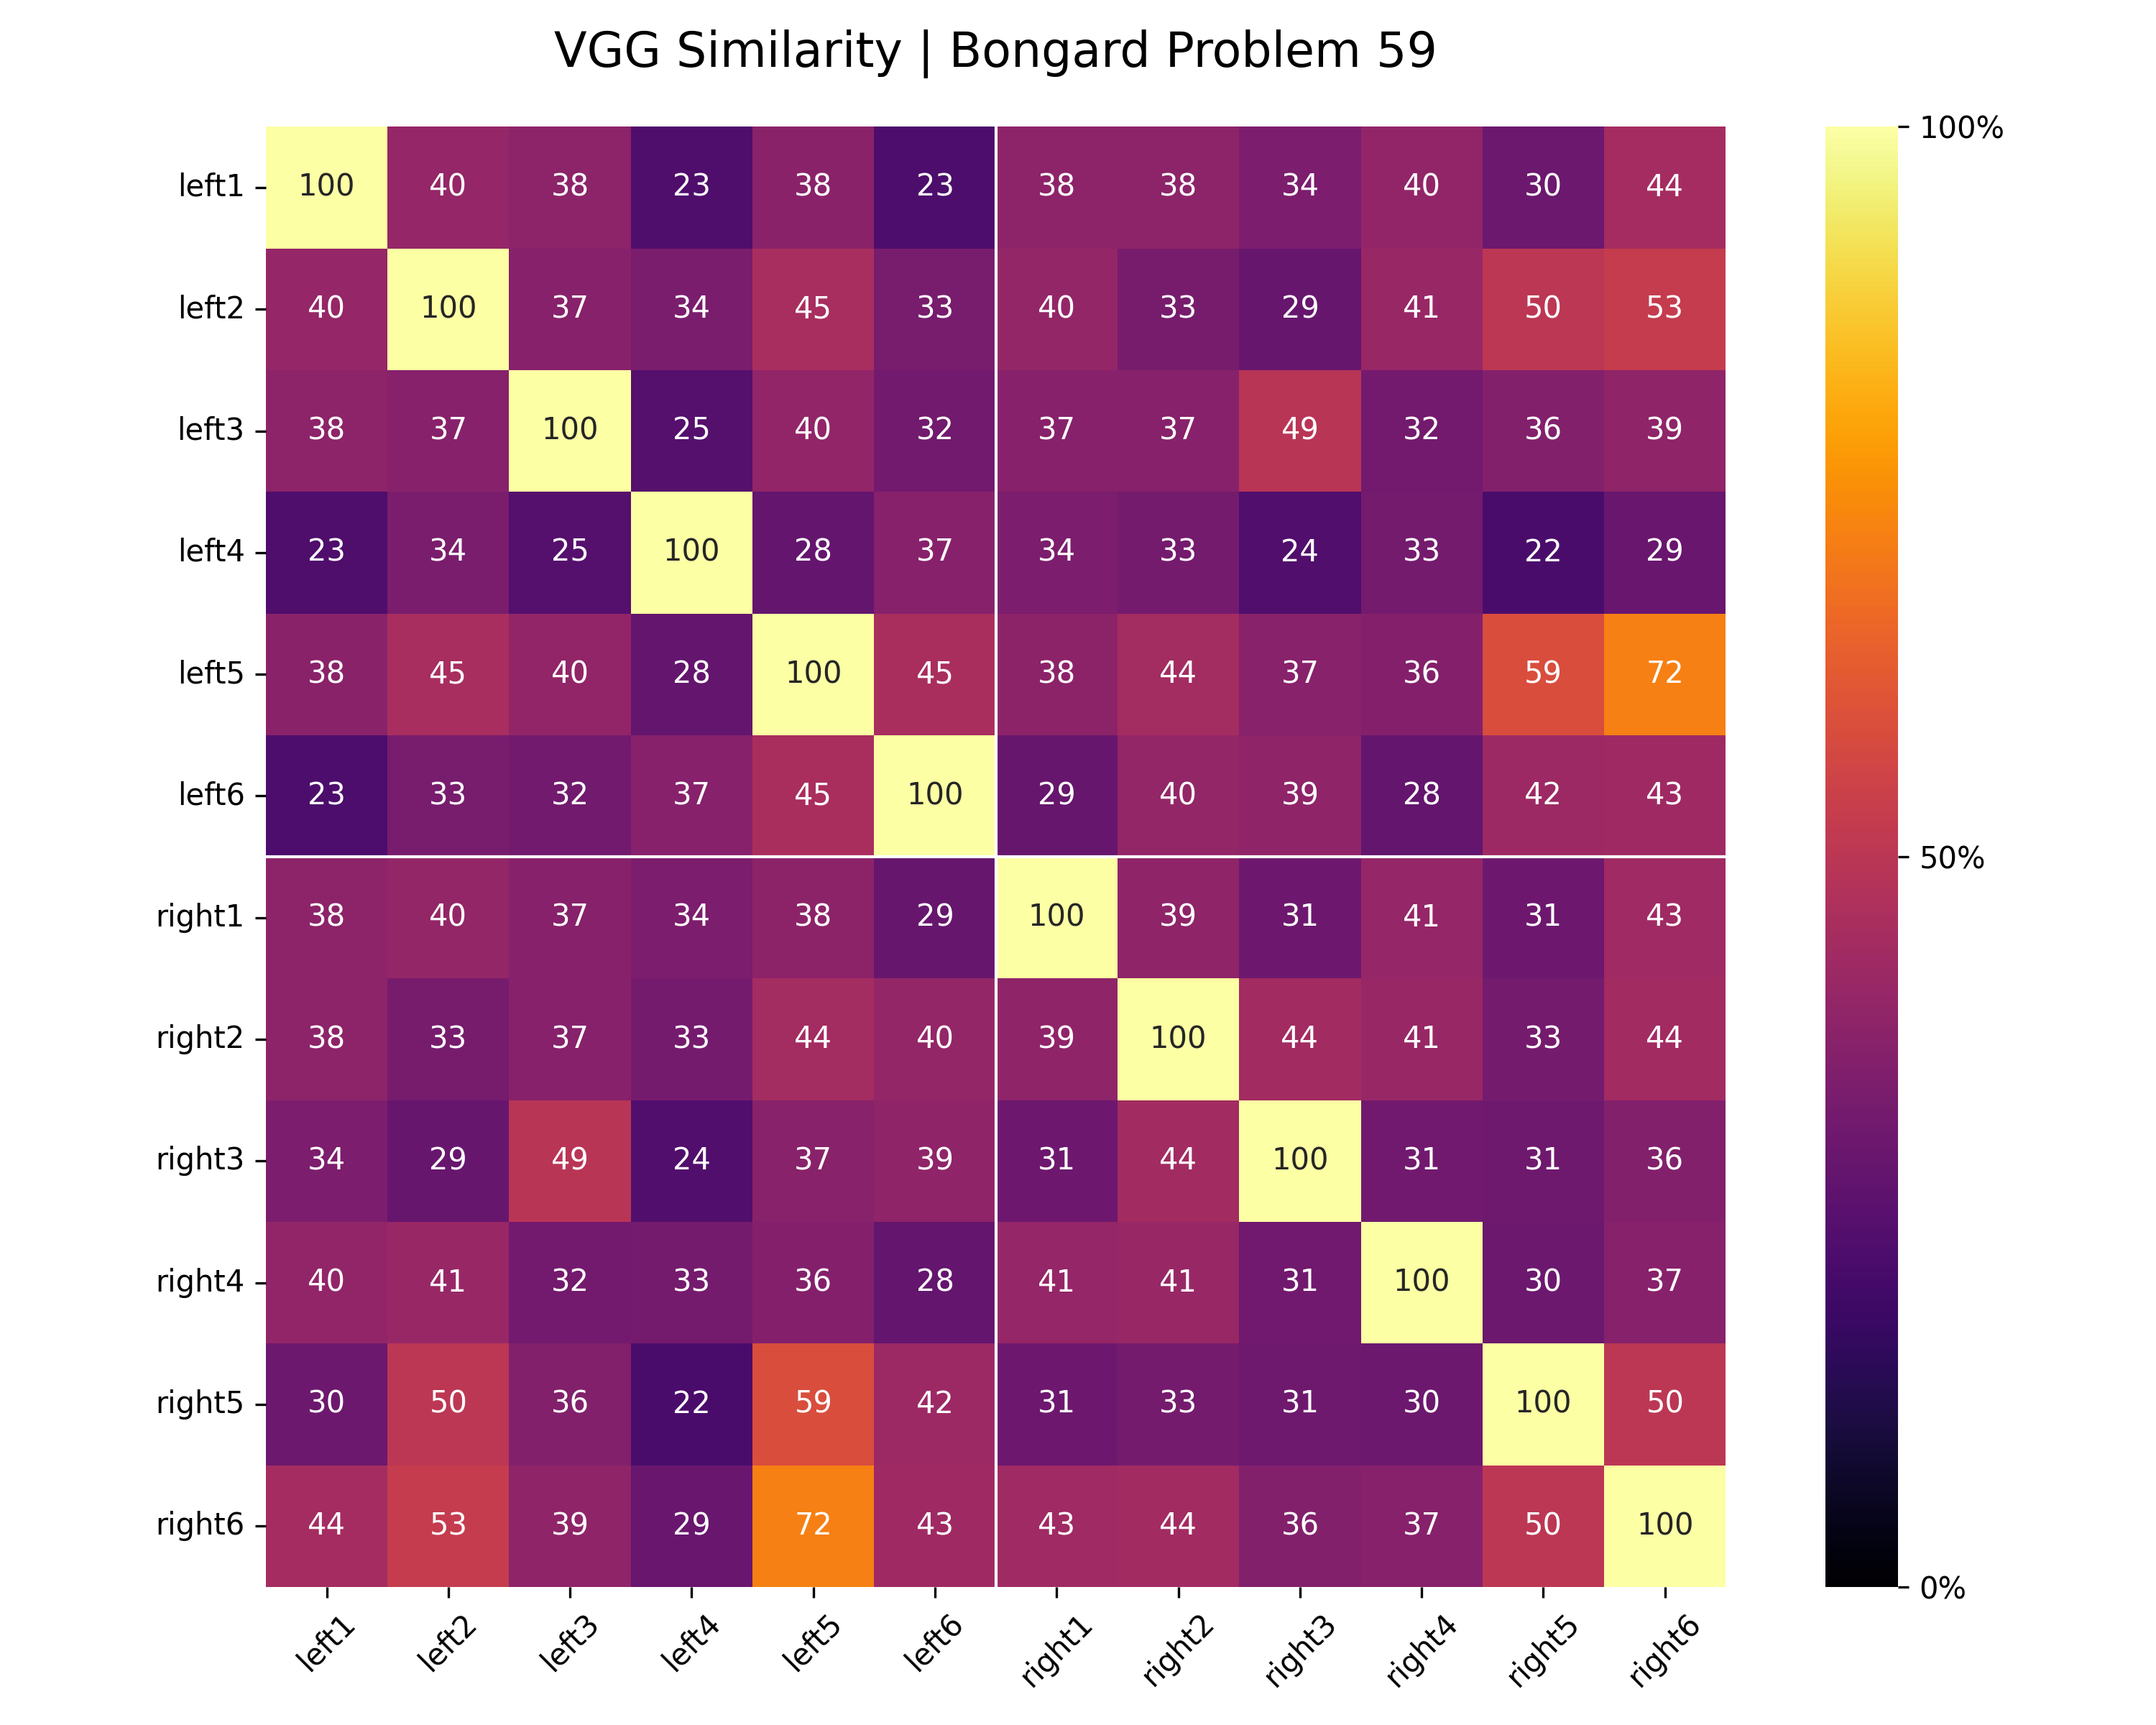 VGG Similarity | Bongard Problem 59
100%
left1 100 40 38 23 38 23 38 38 34 40 30 44
left2 40 100 37 34 45 33 40 33 29 41 50 53
left3 38 37 100 25 40 32 37 37 49 32 36 39
left4 23 34 25 100 28 37 34 33 24 33 22 29
left5 38 45 40 28 100 45 38 44 37 36 59 72
left6 23 33 32 37 45 100 29 40 39 28 42 43
50%
right1 38 40 37 34 38 29 100 39 31 41 31 43
right2 38 33 37 33 44 40 39 100 44 41 33 44
right3 34 29 49 24 37 39 31 44 100 31 31 36
right4 40 41 32 33 36 28 41 41 31 100 30 37
right5 30 50 36 22 59 42 31 33 31 30 100 50
right6 44 53 39 29 72 43 43 44 36 37 50 100
0%
left1 left2 left3 left4 left5 left6 right1 right2 right3 right4 right5 right6